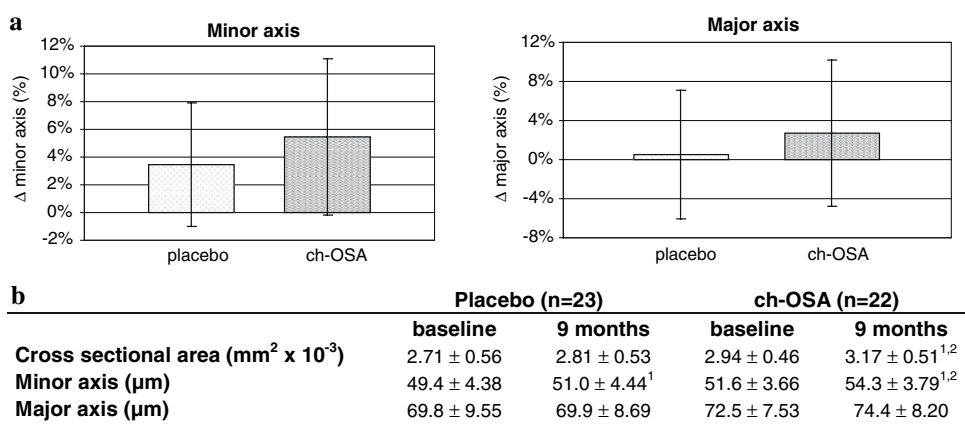 a
Minor axis
Δ minor axis (%)
12%
10%
8%
6%
4%
2%
0%
-2%
placebo ch-OSA
Major axis
Δ major axis (%)
12%
8%
4%
0%
-4%
-8%
placebo ch-OSA
b
Placebo (n=23) ch-OSA (n=22)
baseline 9 months baseline 9 months
Cross sectional area (mm² x 10⁻³) 2.71 ± 0.56 2.81 ± 0.53 2.94 ± 0.46 3.17 ± 0.51¹,²
Minor axis (µm) 49.4 ± 4.38 51.0 ± 4.44¹ 51.6 ± 3.66 54.3 ± 3.79¹,²
Major axis (µm) 69.8 ± 9.55 69.9 ± 8.69 72.5 ± 7.53 74.4 ± 8.20